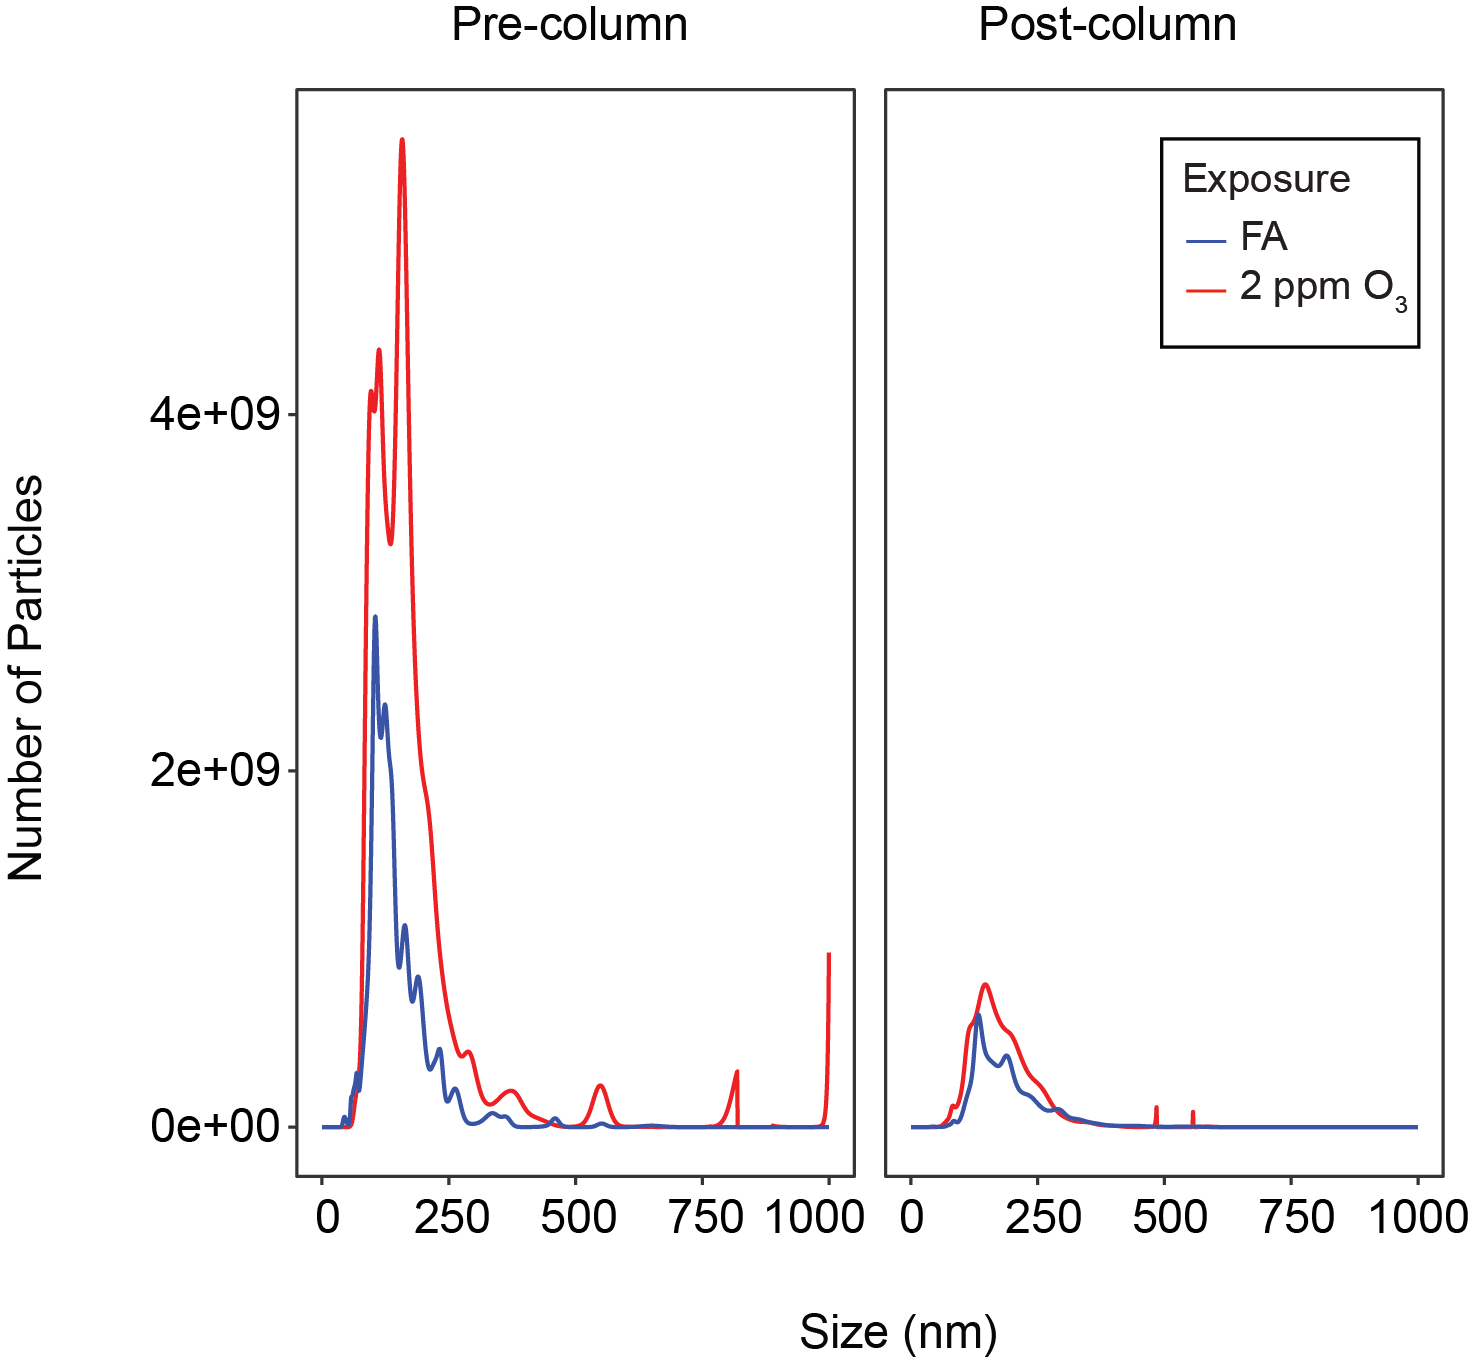 Pre-column
Post-column
Exposure
FA
2 ppm O₃
Number of Particles
4e+09
2e+09
0e+00
0 250 500 750 1000
0 250 500 750 1000
Size (nm)